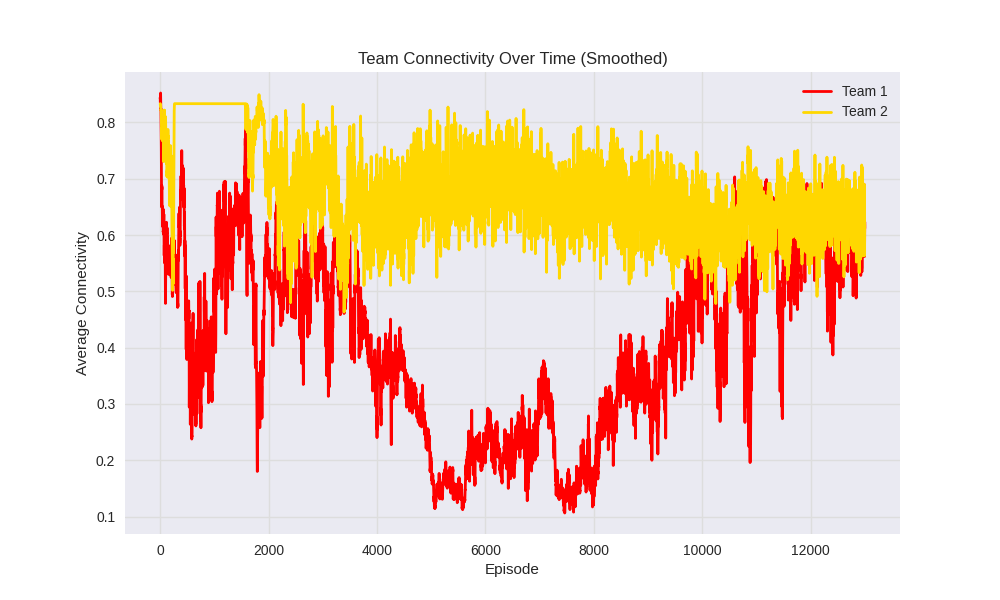 Team Connectivity Over Time (Smoothed)
Team 1
Team 2
Average Connectivity
0.8
0.7
0.6
0.5
0.4
0.3
0.2
0.1
0 2000 4000 6000 8000 10000 12000
Episode